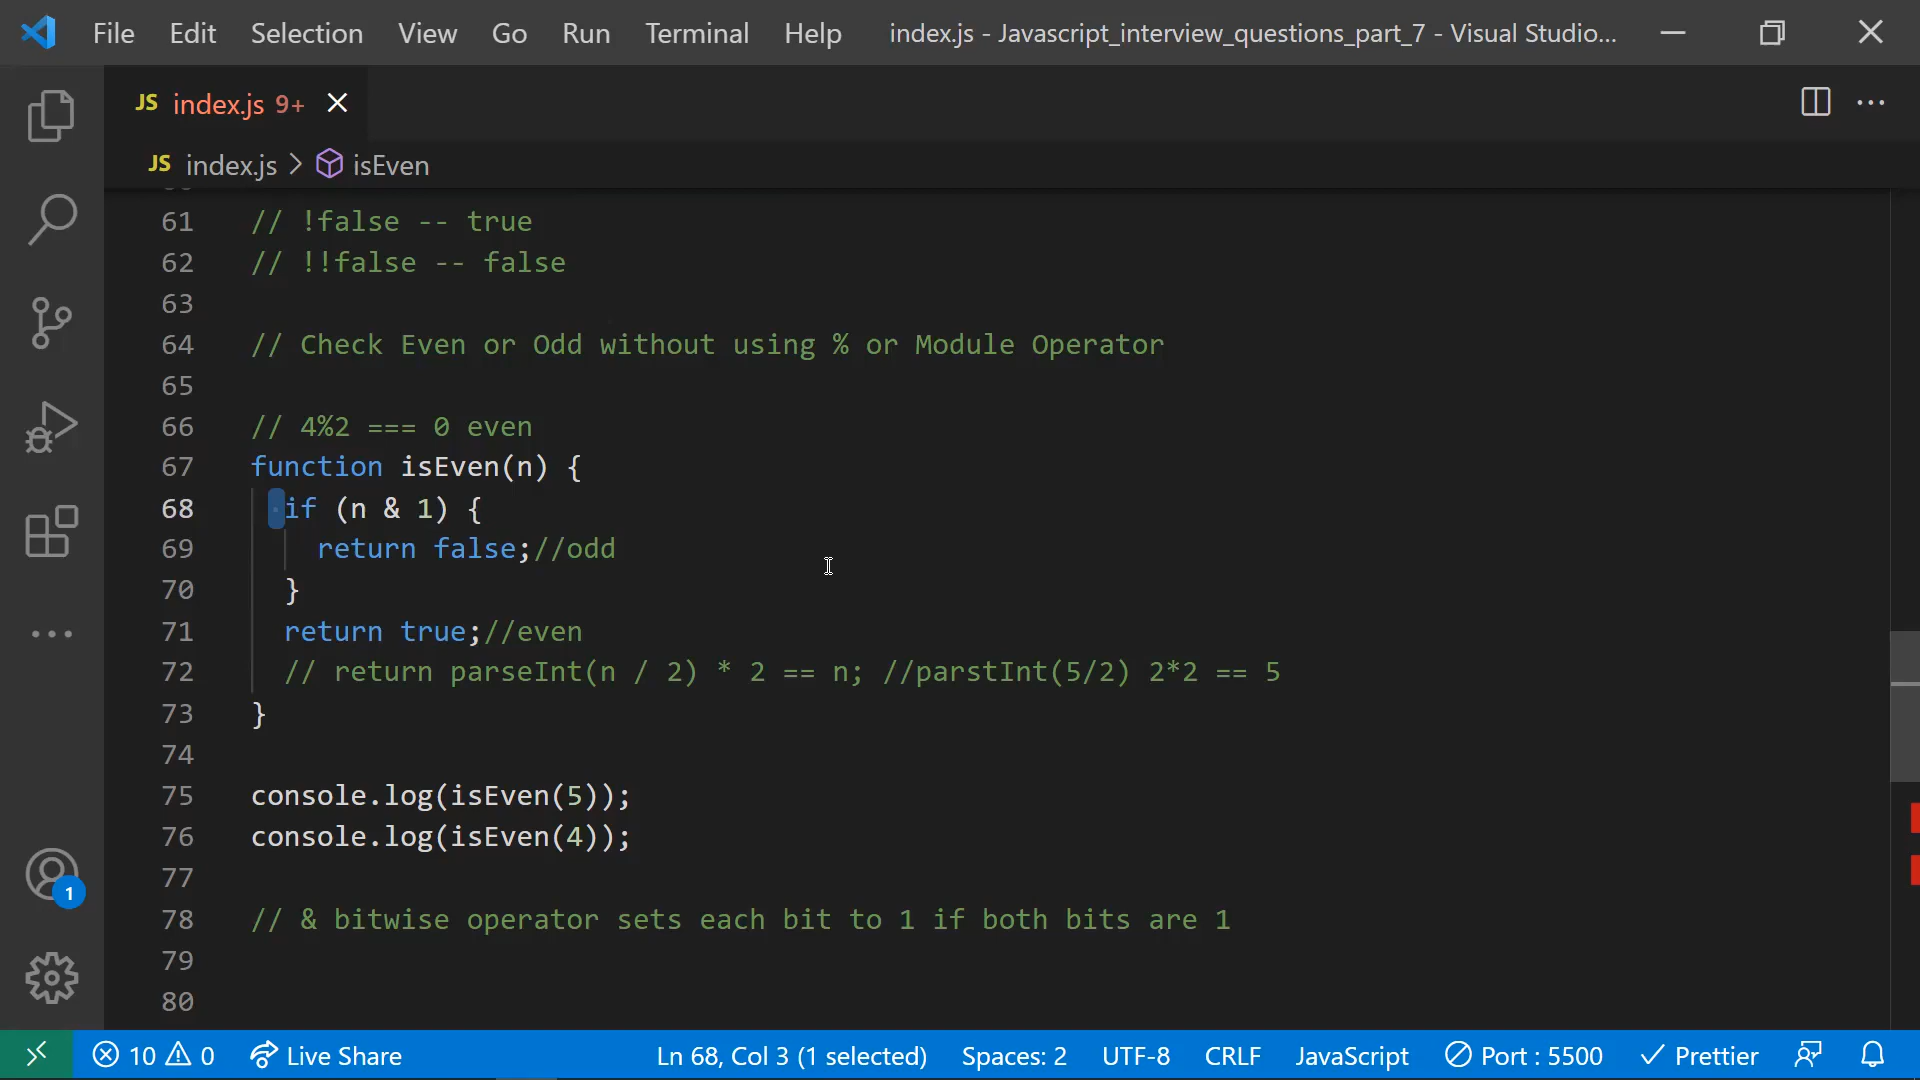 File Edit Selection View Go Run Terminal Help index.js - Javascript_interview_questions_part_7 - Visual Studio...
JS index.js 9+
JS index.js > isEven
61 // !false -- true
62 // !!false -- false
63
64 // Check Even or Odd without using % or Module Operator
65
66 // 4%2 === 0 even
67 function isEven(n) {
68 if (n & 1) {
69 return false;//odd
70 }
71 return true;//even
72 // return parseInt(n / 2) * 2 == n; //parstInt(5/2) 2*2 == 5
73 }
74
75 console.log(isEven(5));
76 console.log(isEven(4));
77
78 // & bitwise operator sets each bit to 1 if both bits are 1
79
80
1
10 0 Live Share Ln 68, Col 3 (1 selected) Spaces: 2 UTF-8 CRLF JavaScript Port : 5500 Prettier